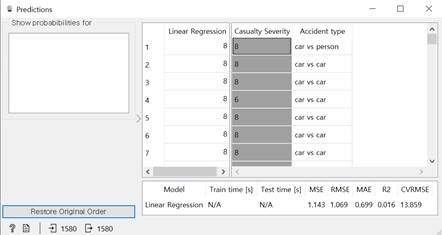 Predictions
Show probabilities for
Linear Regression Casualty Severity Accident type
1 8 8 car vs person
2 8 8 car vs car
3 8 8 car vs car
4 8 6 car vs car
5 8 8 car vs car
6 8 8 car vs car
7 8 8 car vs car
Model Train time [s] Test time [s] MSE RMSE MAE R2 CVRMSE
Linear Regression N/A N/A 1.143 1.069 0.699 0.016 13.859
Restore Original Order
? 1580 1580